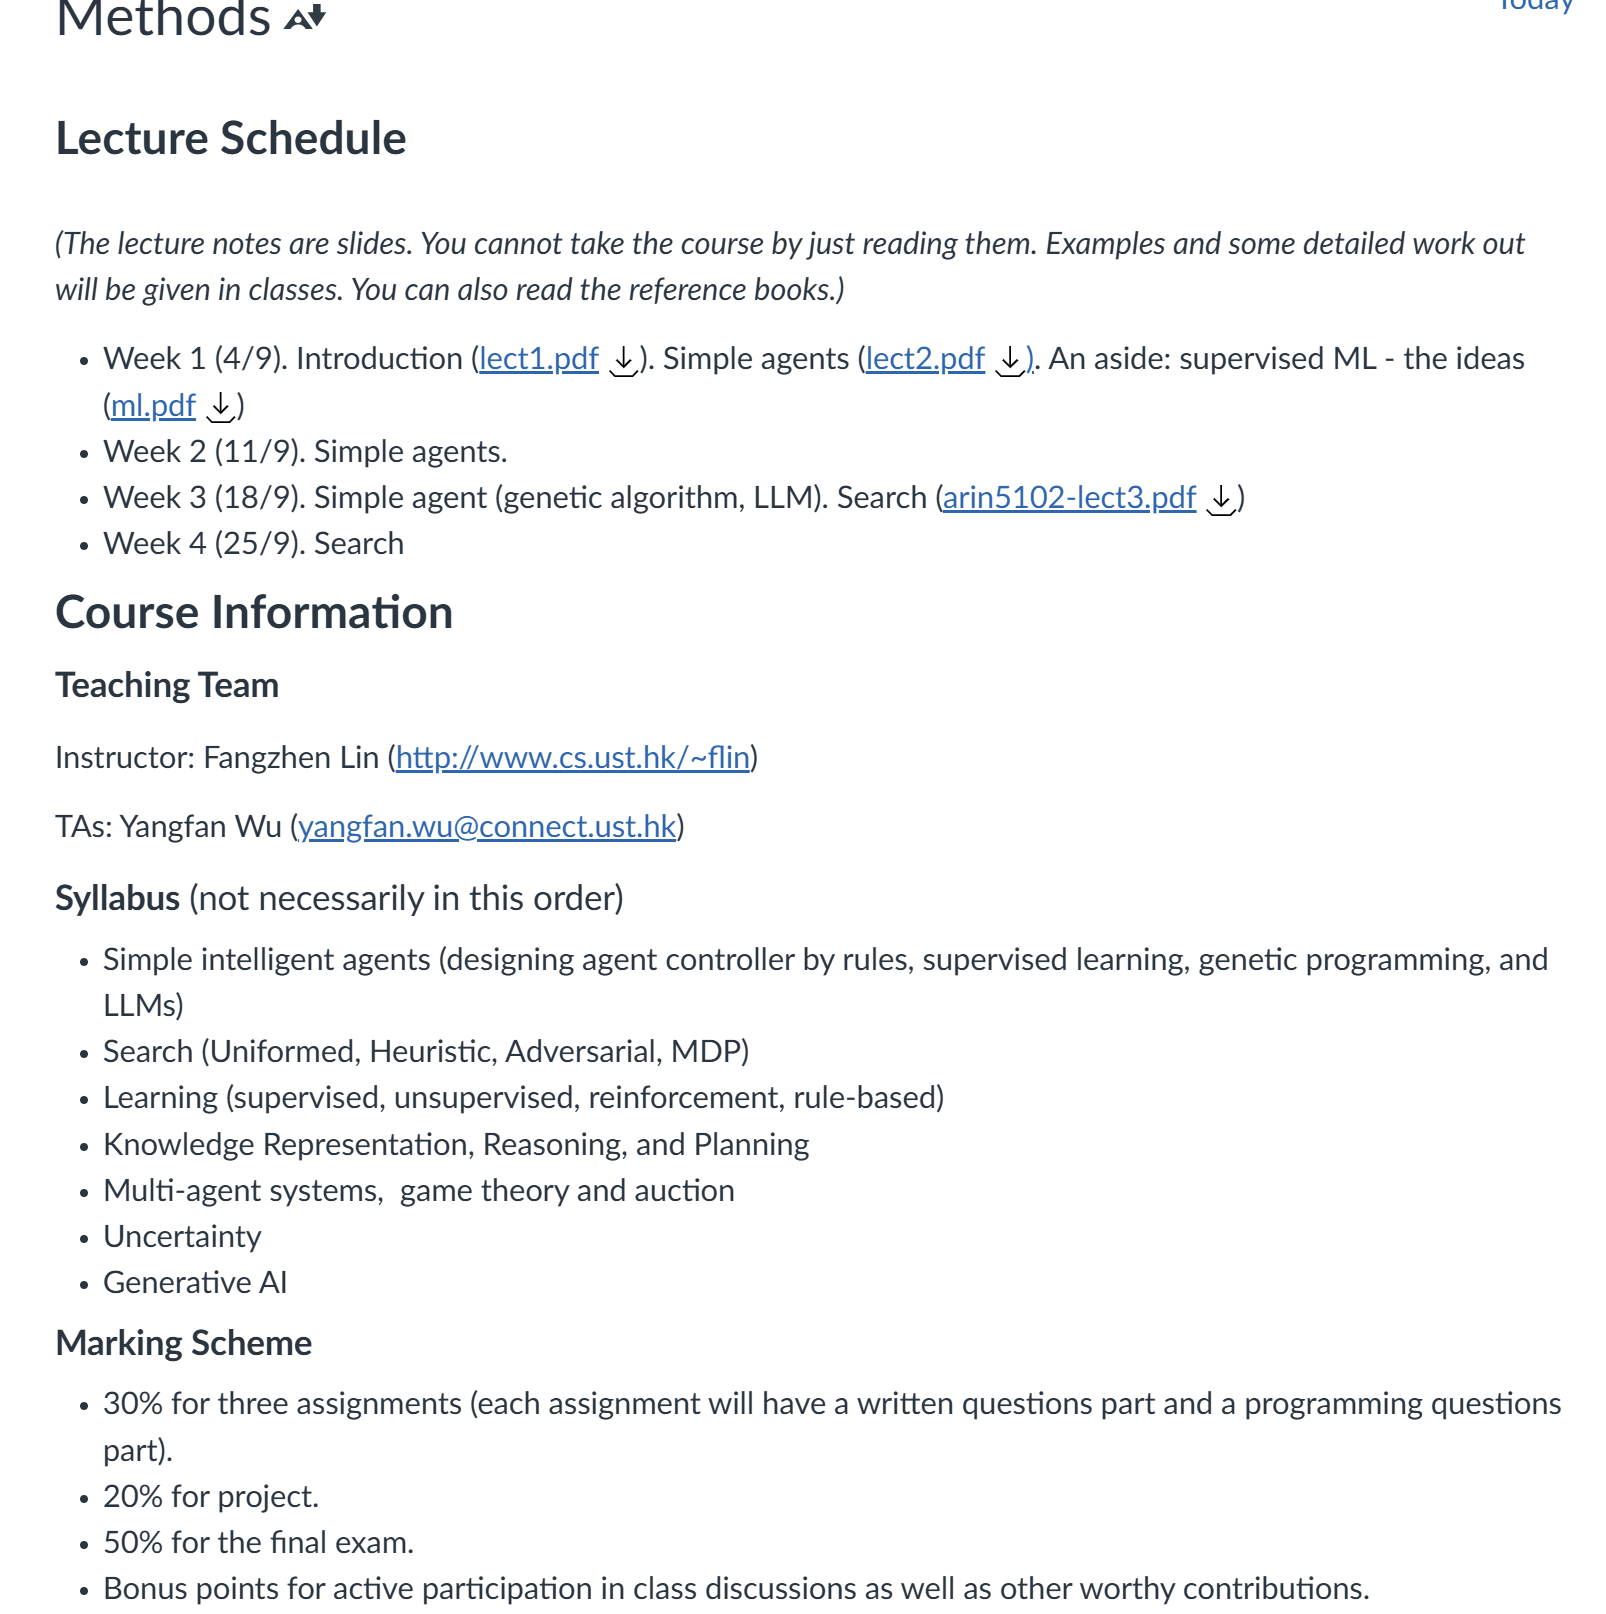 Methods
Today
Lecture Schedule
(The lecture notes are slides. You cannot take the course by just reading them. Examples and some detailed work out
will be given in classes. You can also read the reference books.)
• Week 1 (4/9). Introduction (lect1.pdf ). Simple agents (lect2.pdf ). An aside: supervised ML - the ideas
(ml.pdf )
• Week 2 (11/9). Simple agents.
• Week 3 (18/9). Simple agent (genetic algorithm, LLM). Search (arin5102-lect3.pdf )
• Week 4 (25/9). Search
Course Information
Teaching Team
Instructor: Fangzhen Lin (http://www.cs.ust.hk/~flin)
TAs: Yangfan Wu (yangfan.wu@connect.ust.hk)
Syllabus (not necessarily in this order)
• Simple intelligent agents (designing agent controller by rules, supervised learning, genetic programming, and
LLMs)
• Search (Uniformed, Heuristic, Adversarial, MDP)
• Learning (supervised, unsupervised, reinforcement, rule-based)
• Knowledge Representation, Reasoning, and Planning
• Multi-agent systems,  game theory and auction
• Uncertainty
• Generative AI
Marking Scheme
• 30% for three assignments (each assignment will have a written questions part and a programming questions
part).
• 20% for project.
• 50% for the final exam.
• Bonus points for active participation in class discussions as well as other worthy contributions.